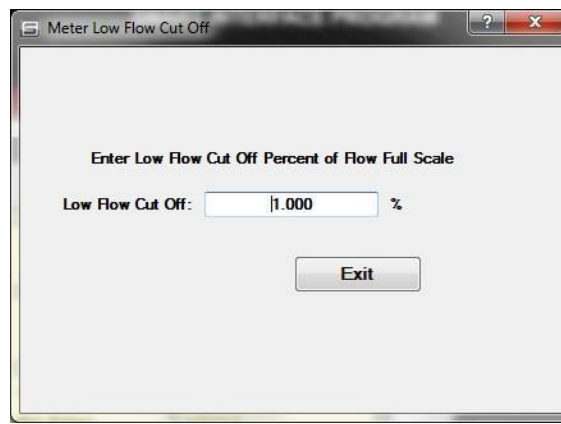 Meter Low Flow Cut Off
?
x
Enter Low Flow Cut Off Percent of Flow Full Scale
Low Flow Cut Off: 1.000 %
Exit